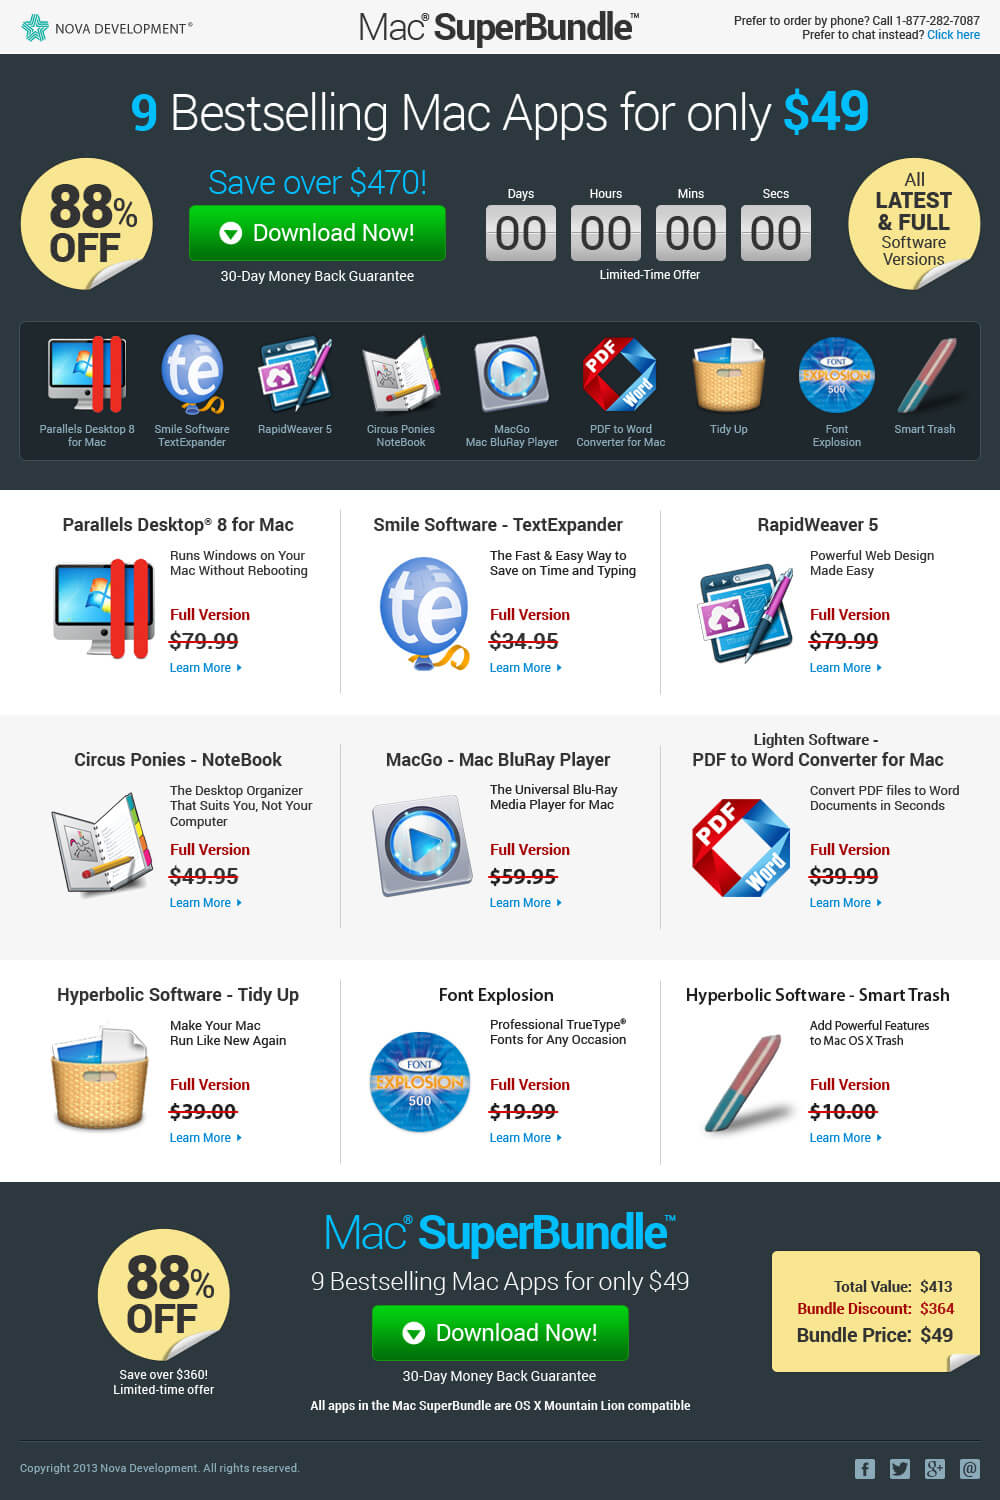 NOVA DEVELOPMENT®
Mac® SuperBundle™
Prefer to order by phone? Call 1-877-282-7087
Prefer to chat instead? Click here
9 Bestselling Mac Apps for only $49
88% OFF
Save over $470!
Download Now!
30-Day Money Back Guarantee
Days Hours Mins Secs
00 00 00 00
Limited-Time Offer
All
LATEST
& FULL
Software
Versions
te
PDF
Word
FONT
EXPLOSION
500
Parallels Desktop 8
for Mac
Smile Software
TextExpander
RapidWeaver 5
Circus Ponies
NoteBook
MacGo
Mac BluRay Player
PDF to Word
Converter for Mac
Tidy Up
Font
Explosion
Smart Trash
Parallels Desktop® 8 for Mac
Runs Windows on Your
Mac Without Rebooting
Full Version
$79.99
Learn More
Smile Software - TextExpander
te
The Fast & Easy Way to
Save on Time and Typing
Full Version
$34.95
Learn More
RapidWeaver 5
Powerful Web Design
Made Easy
Full Version
$79.99
Learn More
Circus Ponies - NoteBook
The Desktop Organizer
That Suits You, Not Your
Computer
Full Version
$49.95
Learn More
MacGo - Mac BluRay Player
The Universal Blu-Ray
Media Player for Mac
Full Version
$59.95
Learn More
Lighten Software -
PDF to Word Converter for Mac
PDF
Word
Convert PDF files to Word
Documents in Seconds
Full Version
$39.99
Learn More
Hyperbolic Software - Tidy Up
Make Your Mac
Run Like New Again
Full Version
$39.00
Learn More
Font Explosion
FONT
EXPLOSION
500
Professional TrueType®
Fonts for Any Occasion
Full Version
$19.99
Learn More
Hyperbolic Software - Smart Trash
Add Powerful Features
to Mac OS X Trash
Full Version
$10.00
Learn More
88% OFF
Save over $360!
Limited-time offer
Mac® SuperBundle™
9 Bestselling Mac Apps for only $49
Download Now!
30-Day Money Back Guarantee
All apps in the Mac SuperBundle are OS X Mountain Lion compatible
Total Value: $413
Bundle Discount: $364
Bundle Price: $49
Copyright 2013 Nova Development. All rights reserved.
f g+ @